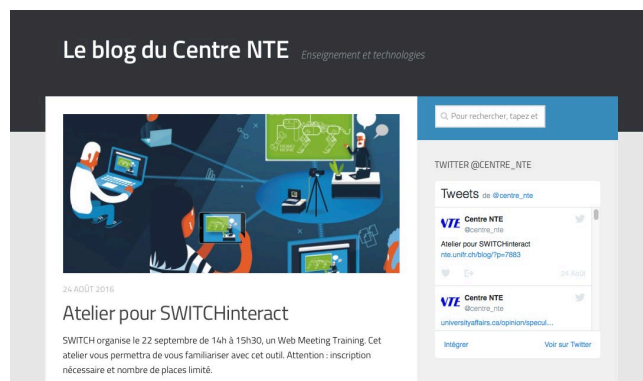 Le blog du Centre NTE Enseignement et technologies
Pour rechercher, tapez et
TWITTER @CENTRE_NTE
Tweets de @centre_nte
NTE Centre NTE
@centre_nte
Atelier pour SWITCHinteract
nte.unifr.ch/blog/?p=7883
24 Août
NTE Centre NTE
@centre_nte
universityaffairs.ca/opinion/specul…
Intégrer Voir sur Twitter
24 AOÛT 2016
Atelier pour SWITCHinteract
SWITCH organise le 22 septembre de 14h à 15h30, un Web Meeting Training. Cet
atelier vous permettra de vous familiariser avec cet outil. Attention : inscription
nécessaire et nombre de places limité.